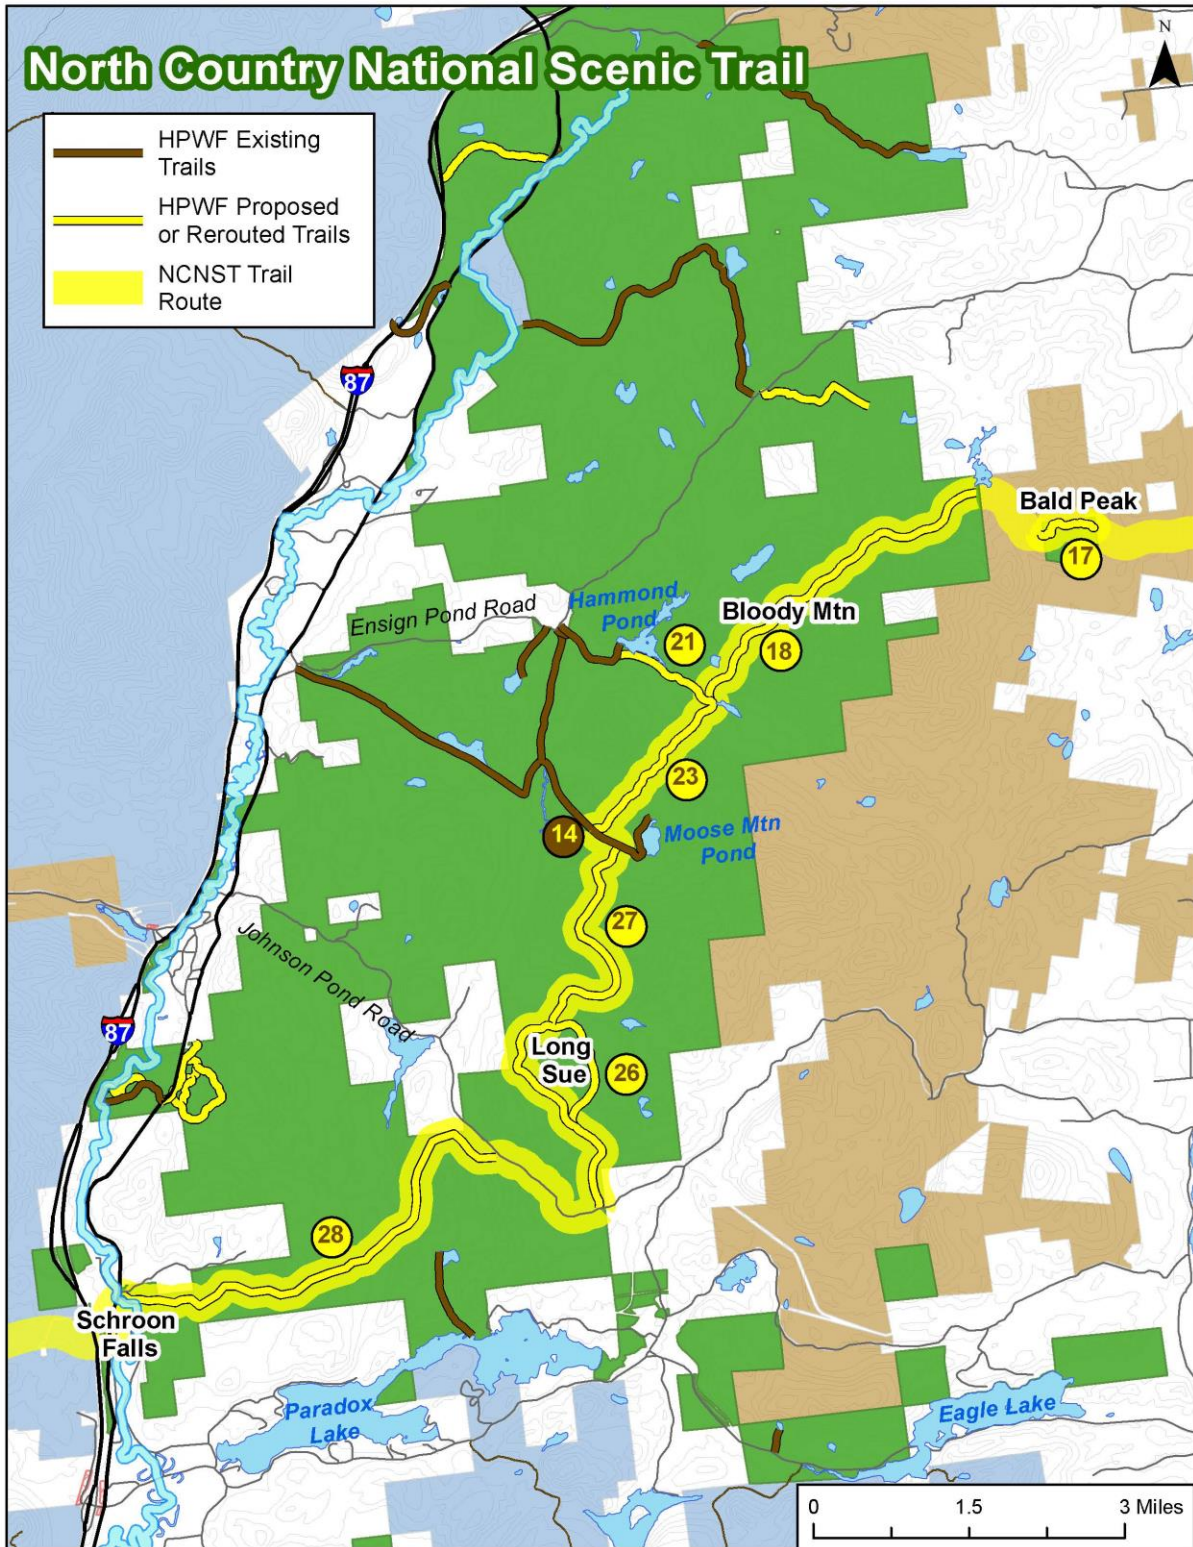 North Country National Scenic Trail
N
HPWF Existing
Trails
HPWF Proposed
or Rerouted Trails
NCNST Trail
Route
87
Bald Peak
17
Ensign Pond Road
Hammond
Pond
21
Bloody Mtn
18
23
14
Moose Mtn
Pond
27
Johnson Pond Road
87
Long
Sue
26
28
Schroon
Falls
Paradox
Lake
Eagle Lake
0 1.5 3 Miles